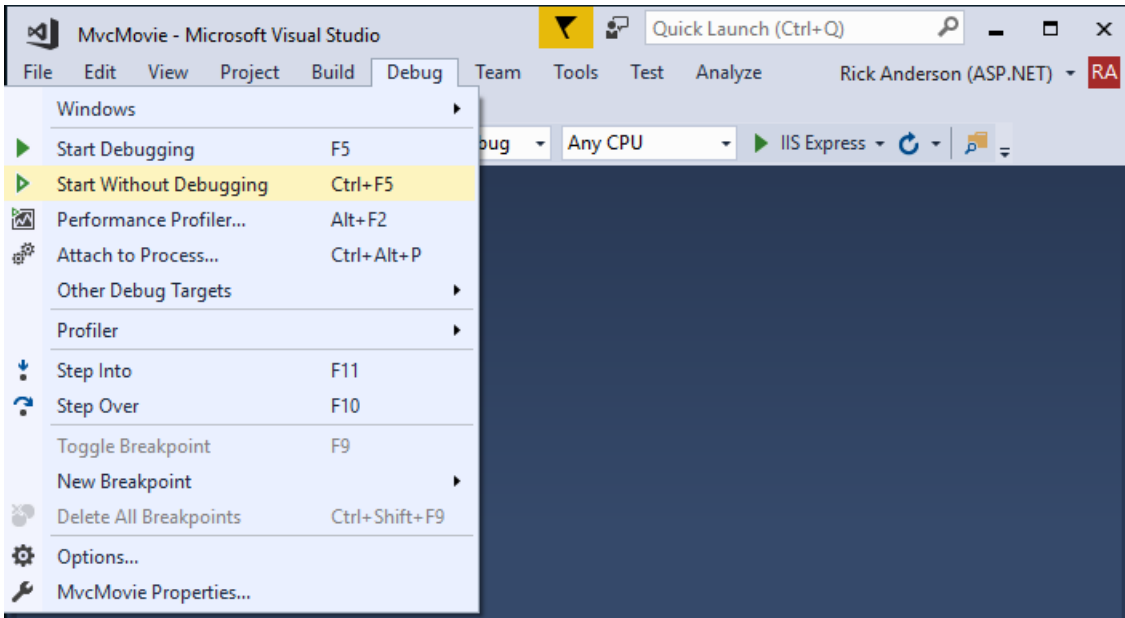 MvcMovie - Microsoft Visual Studio
Quick Launch (Ctrl+Q)
File Edit View Project Build Debug Team Tools Test Analyze Rick Anderson (ASP.NET) RA
Windows
bug Any CPU IIS Express
Start Debugging F5
Start Without Debugging Ctrl+F5
Performance Profiler... Alt+F2
Attach to Process... Ctrl+Alt+P
Other Debug Targets
Profiler
Step Into F11
Step Over F10
Toggle Breakpoint F9
New Breakpoint
Delete All Breakpoints Ctrl+Shift+F9
Options...
MvcMovie Properties...